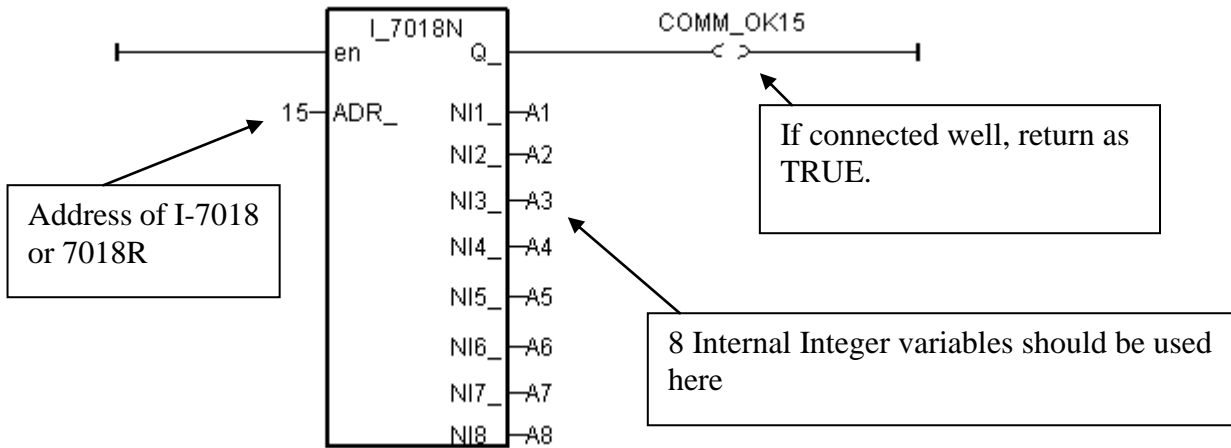 I_7018N
COMM_OK15
en Q_
15 ADR_ NI1_ A1
NI2_ A2
NI3_ A3
NI4_ A4
NI5_ A5
NI6_ A6
NI7_ A7
NI8_ A8
If connected well, return as
TRUE.
Address of I-7018
or 7018R
8 Internal Integer variables should be used
here